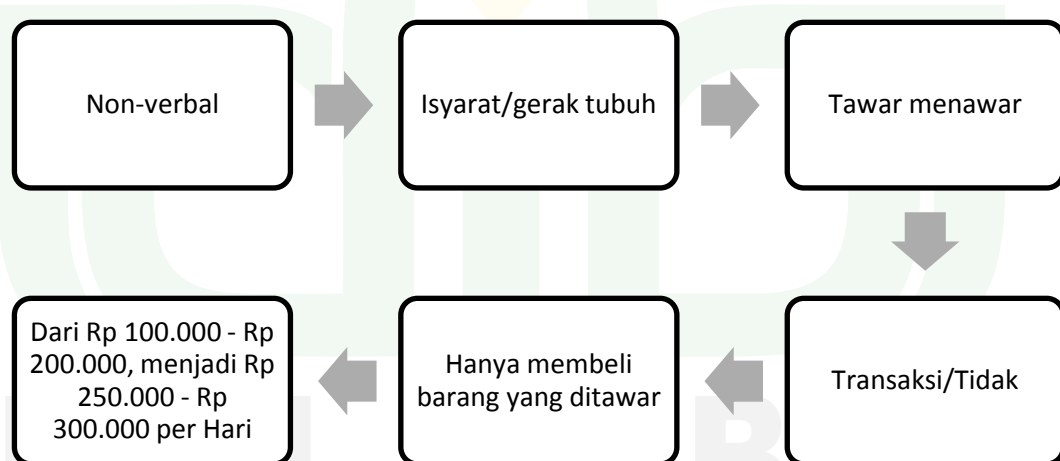 Non-verbal
Isyarat/gerak tubuh
Tawar menawar
Transaksi/Tidak
Hanya membeli
barang yang ditawar
Dari Rp 100.000 - Rp
200.000, menjadi Rp
250.000 - Rp
300.000 per Hari